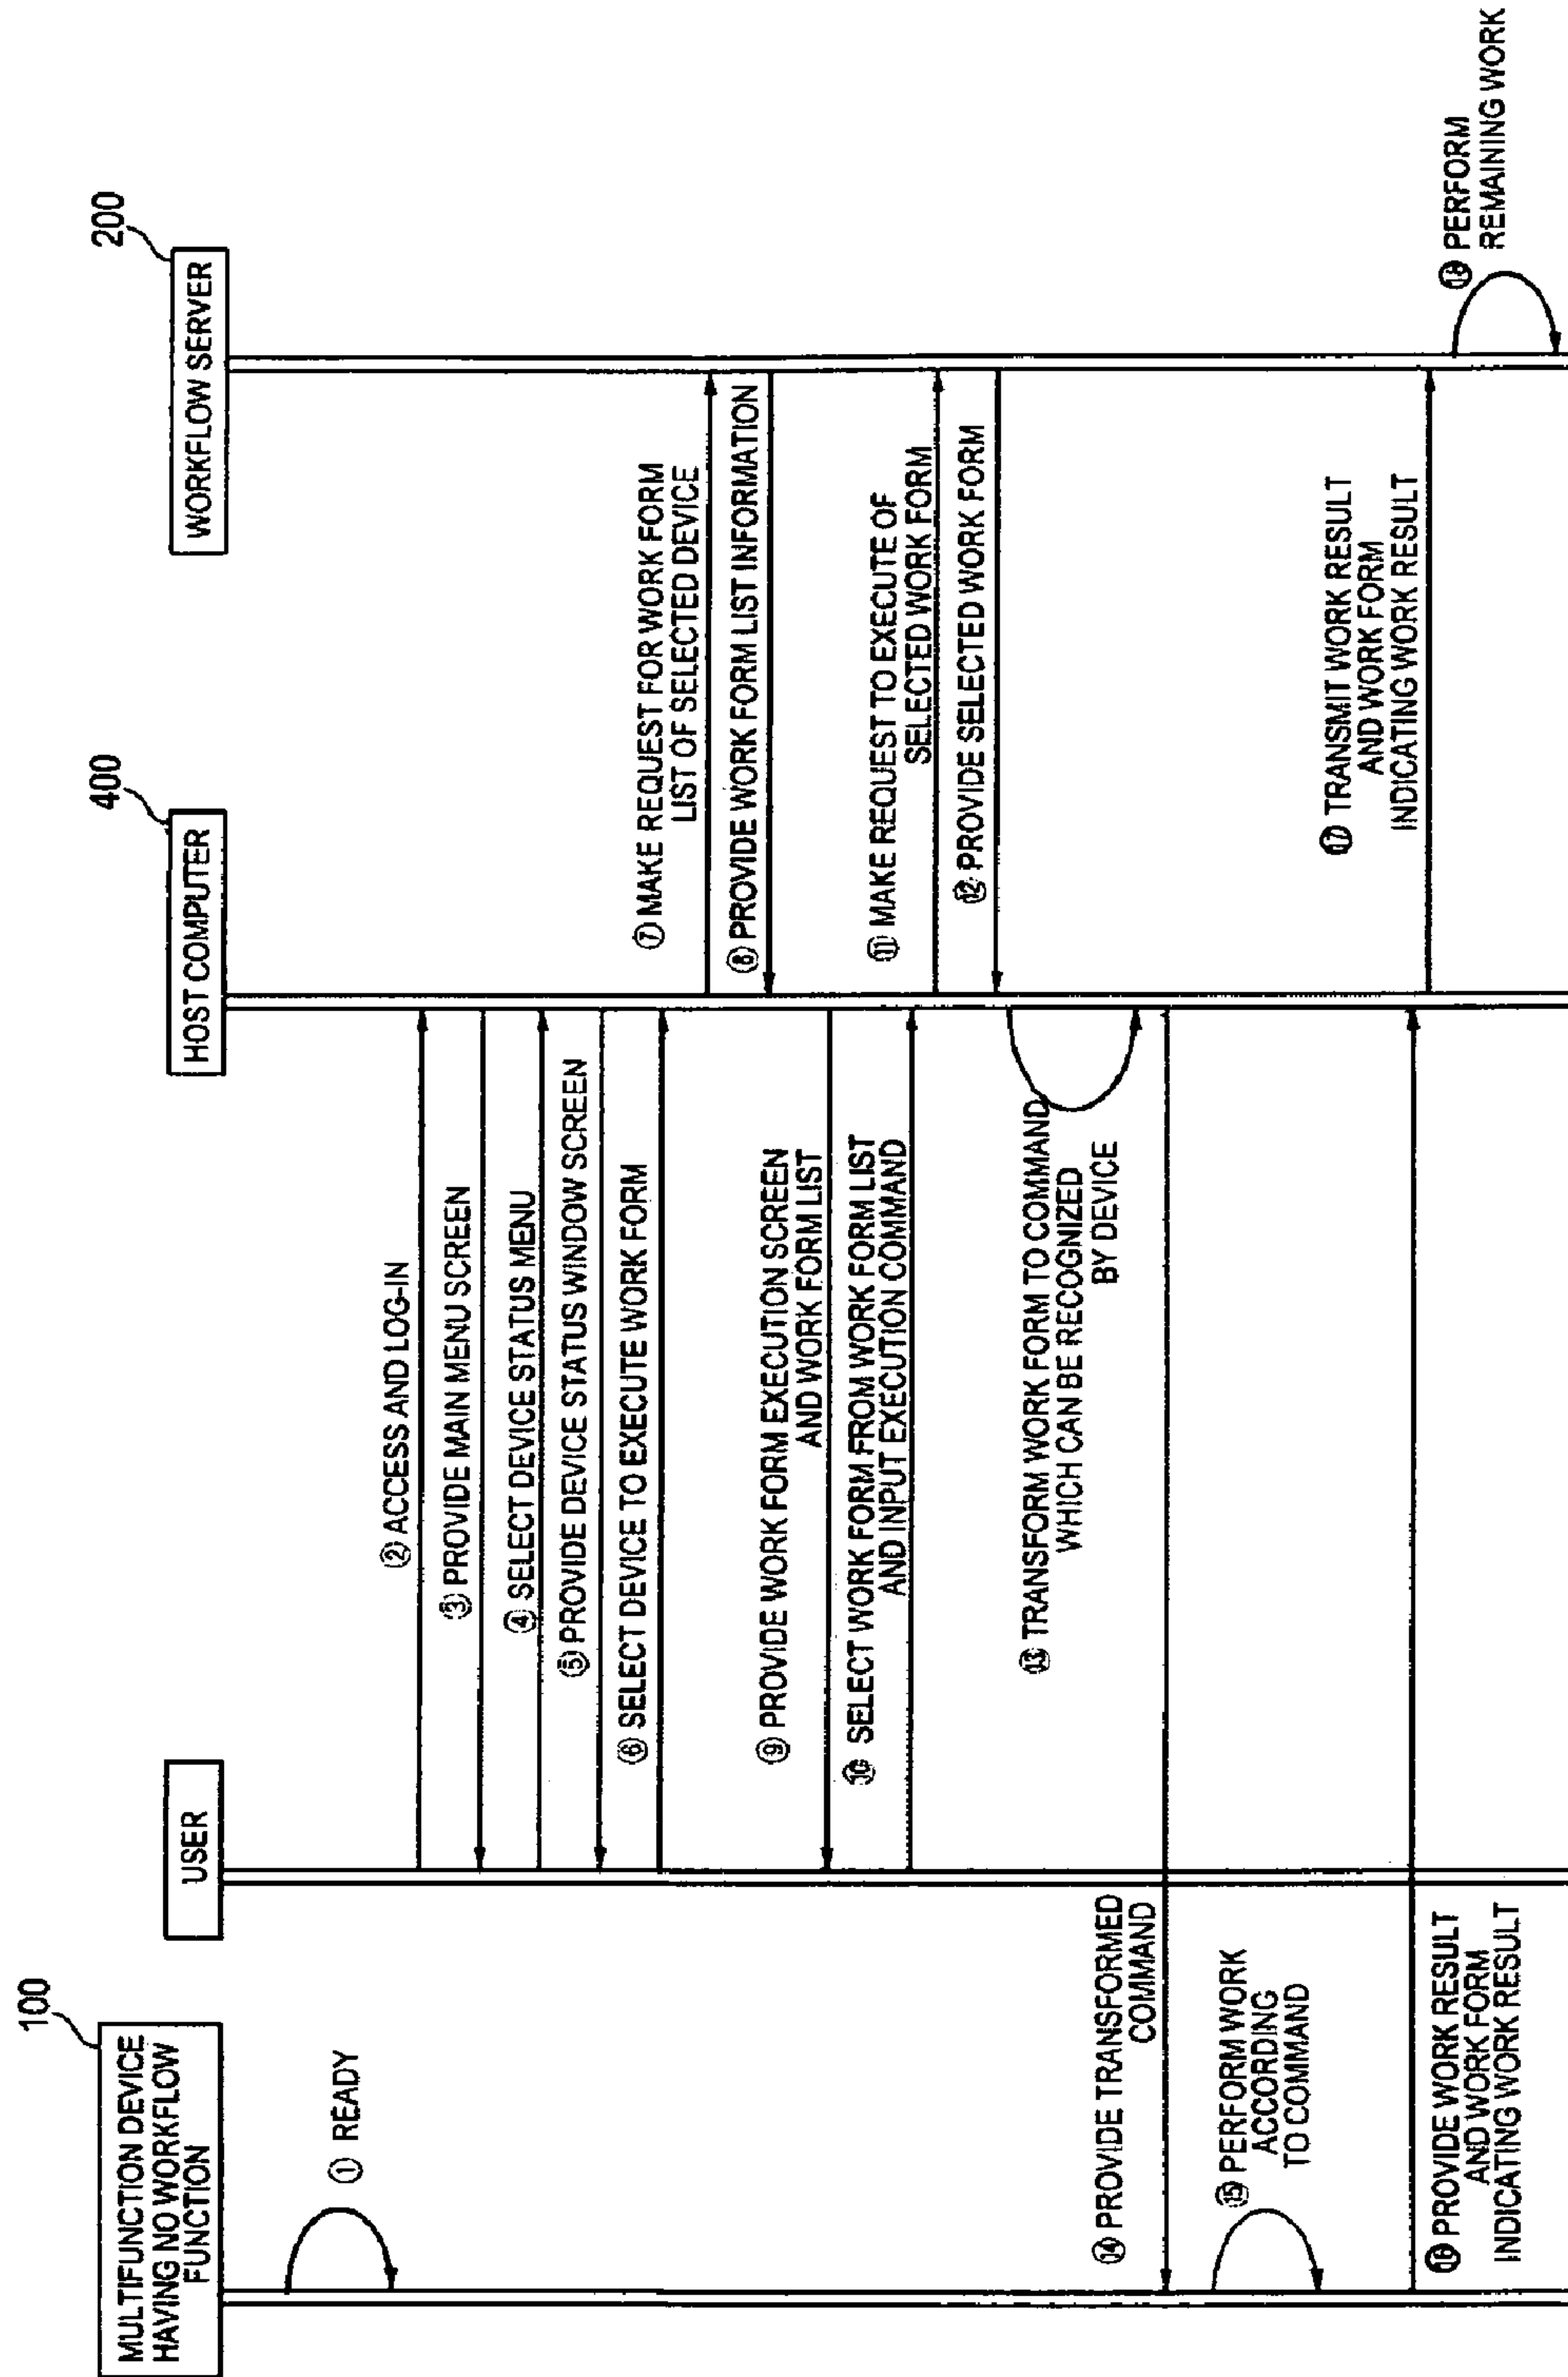 100
MULTIFUNCTION DEVICE
HAVING NO WORKFLOW
FUNCTION
USER
400
HOST COMPUTER
200
WORKFLOW SERVER
① READY
② ACCESS AND LOG-IN
③ PROVIDE MAIN MENU SCREEN
④ SELECT DEVICE STATUS MENU
⑤ PROVIDE DEVICE STATUS WINDOW SCREEN
⑥ SELECT DEVICE TO EXECUTE WORK FORM
⑦ MAKE REQUEST FOR WORK FORM
LIST OF SELECTED DEVICE
⑧ PROVIDE WORK FORM LIST INFORMATION
⑨ PROVIDE WORK FORM EXECUTION SCREEN
AND WORK FORM LIST
⑩ SELECT WORK FORM FROM WORK FORM LIST
AND INPUT EXECUTION COMMAND
⑪ MAKE REQUEST TO EXECUTE OF
SELECTED WORK FORM
⑫ PROVIDE SELECTED WORK FORM
⑬ TRANSFORM WORK FORM TO COMMAND
WHICH CAN BE RECOGNIZED
BY DEVICE
⑭ PROVIDE TRANSFORMED
COMMAND
⑮ PERFORM WORK
ACCORDING
TO COMMAND
⑯ PROVIDE WORK RESULT
AND WORK FORM
INDICATING WORK RESULT
⑰ TRANSMIT WORK RESULT
AND WORK FORM
INDICATING WORK RESULT
⑱ PERFORM
REMAINING WORK